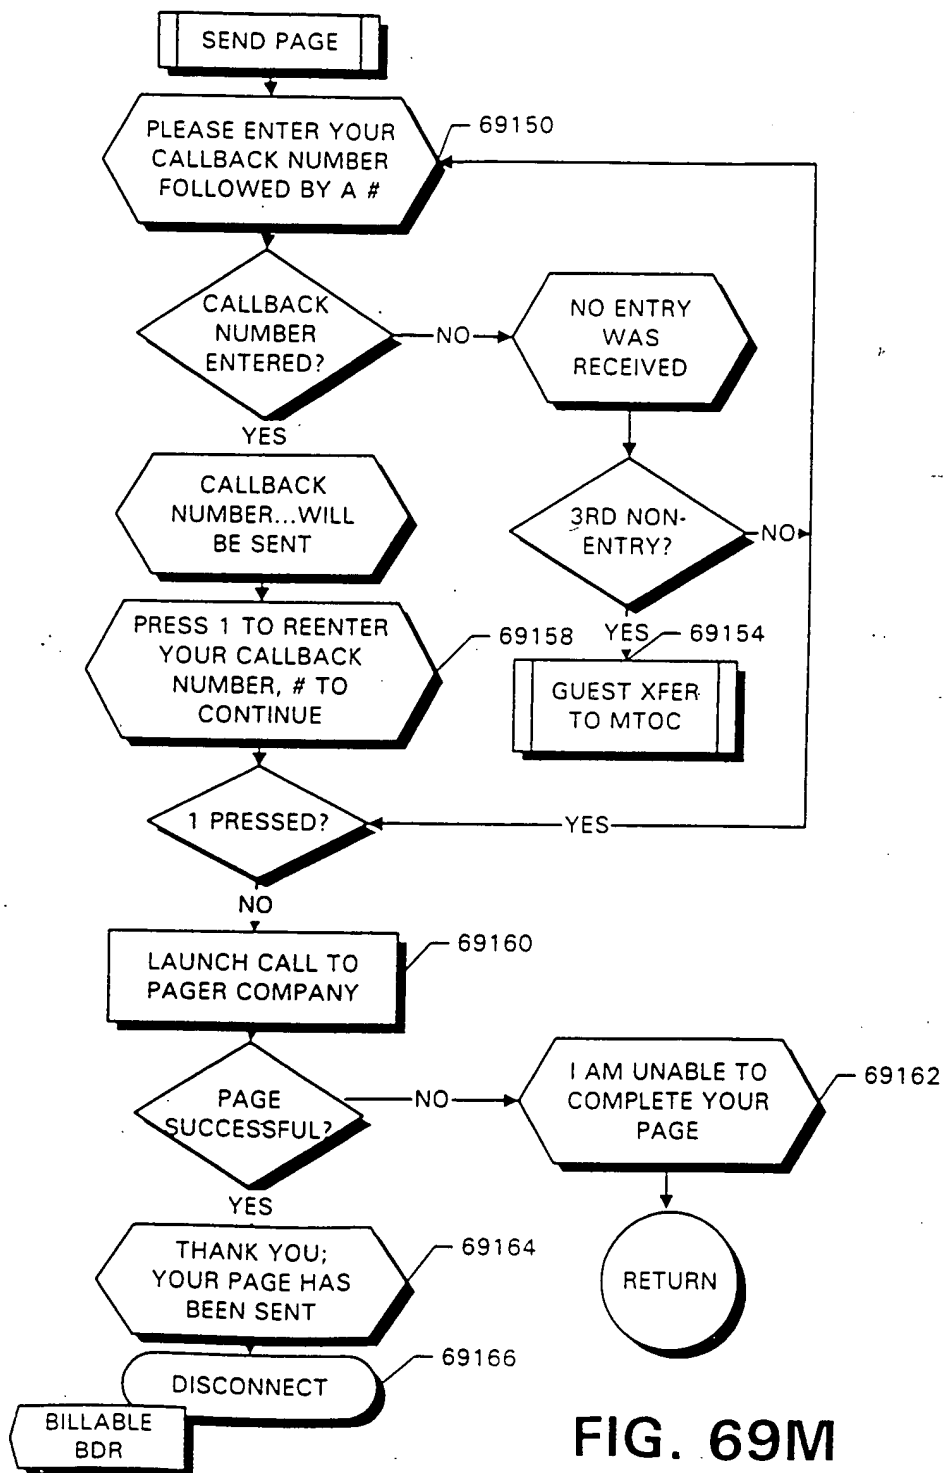 SEND PAGE
PLEASE ENTER YOUR
CALLBACK NUMBER
FOLLOWED BY A #
69150
CALLBACK
NUMBER
ENTERED?
NO
NO ENTRY
WAS
RECEIVED
YES
CALLBACK
NUMBER...WILL
BE SENT
3RD NON-
ENTRY?
NO
PRESS 1 TO REENTER
YOUR CALLBACK
NUMBER, # TO
CONTINUE
69158
YES
69154
GUEST XFER
TO MTOC
1 PRESSED?
YES
NO
LAUNCH CALL TO
PAGER COMPANY
69160
PAGE
SUCCESSFUL?
NO
I AM UNABLE TO
COMPLETE YOUR
PAGE
69162
YES
THANK YOU;
YOUR PAGE HAS
BEEN SENT
69164
RETURN
DISCONNECT
69166
BILLABLE
BDR
FIG. 69M